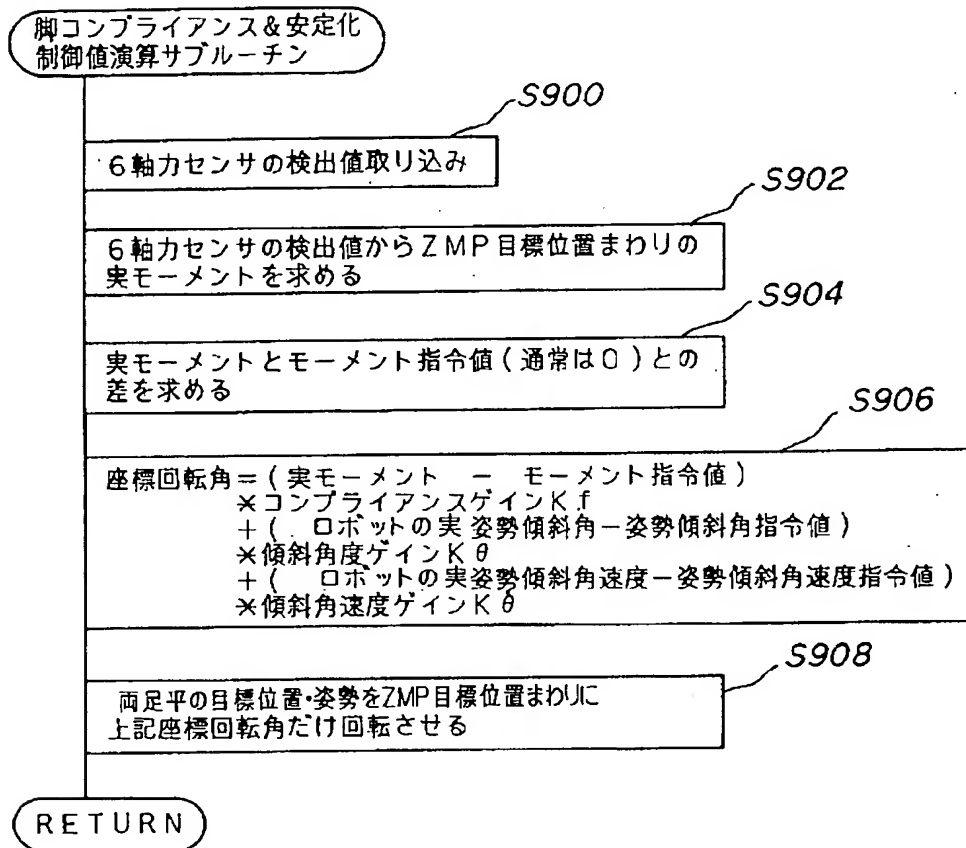 脚コンプライアンス&安定化
制御値演算サブルーチン
S900
6軸力センサの検出値取り込み
S902
6軸力センサの検出値からZMP目標位置まわりの
実モーメントを求める
S904
実モーメントとモーメント指令値(通常は0)との
差を求める
S906
座標回転角=(実モーメント − モーメント指令値)
*コンプライアンスゲインKf
+( ロボットの実姿勢傾斜角−姿勢傾斜角指令値)
*傾斜角度ゲインKθ
+( ロボットの実姿勢傾斜角速度−姿勢傾斜角速度指令値)
*傾斜角速度ゲインKθ̇
S908
両足平の目標位置・姿勢をZMP目標位置まわりに
上記座標回転角だけ回転させる
RETURN